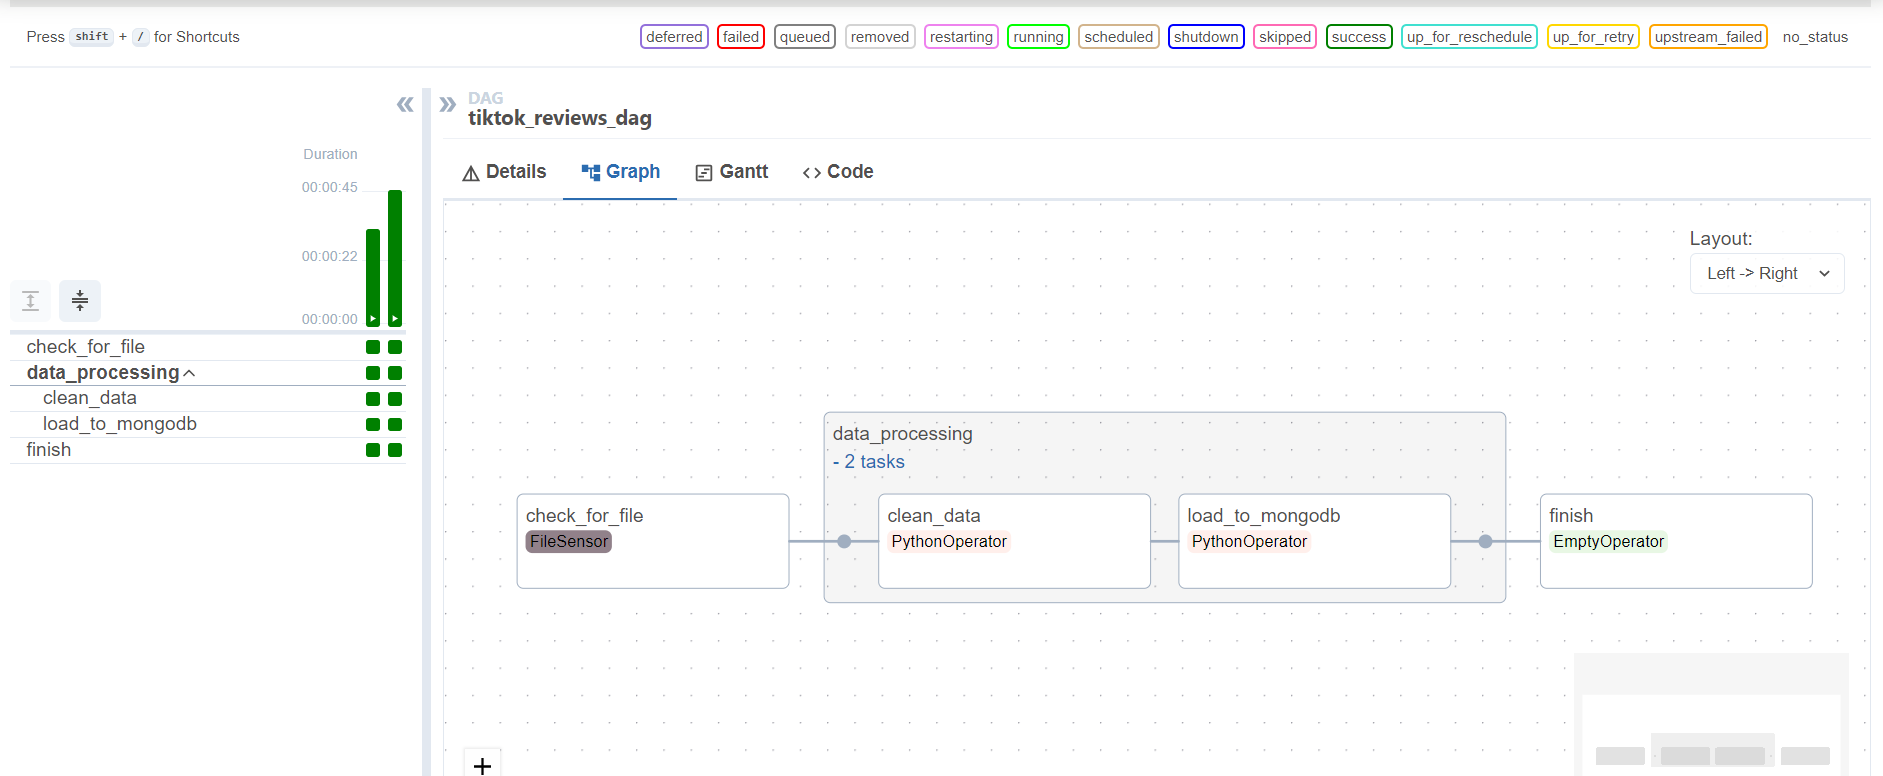 Press shift + / for Shortcuts
deferred failed queued removed restarting running scheduled shutdown skipped success up_for_reschedule up_for_retry upstream_failed no_status
DAG
tiktok_reviews_dag
Details Graph Gantt <> Code
Duration
00:00:45
00:00:22
00:00:00
check_for_file
data_processing
clean_data
load_to_mongodb
finish
Layout:
Left -> Right
data_processing
- 2 tasks
check_for_file
FileSensor
clean_data
PythonOperator
load_to_mongodb
PythonOperator
finish
EmptyOperator
+